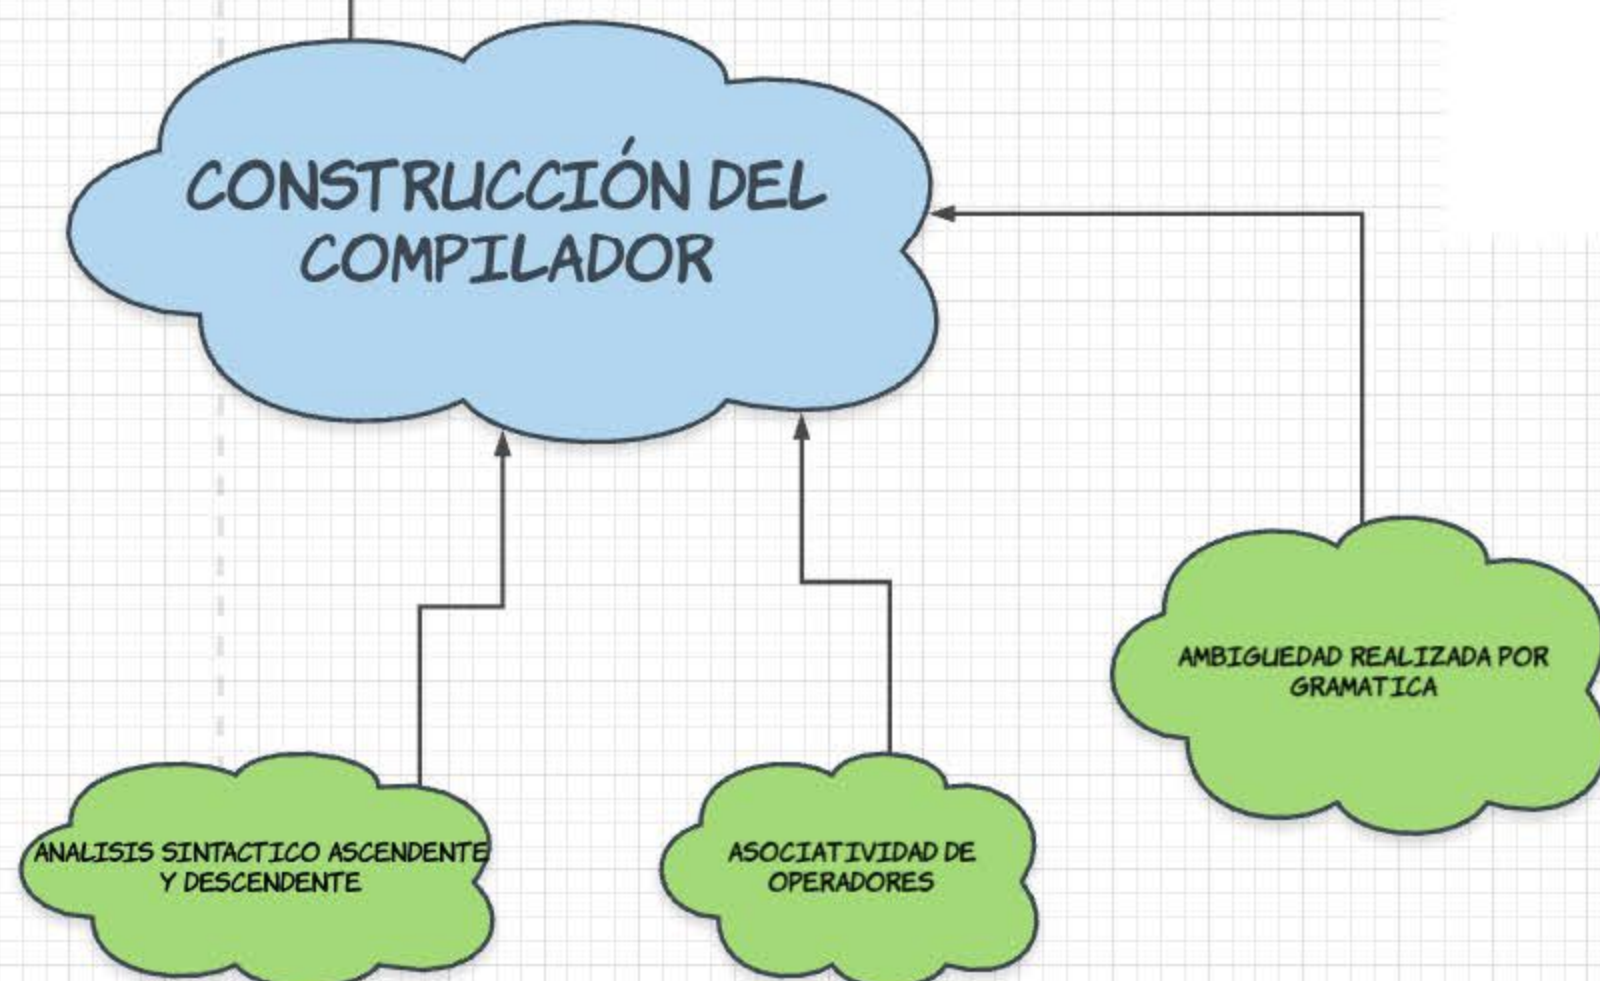 CONSTRUCCIÓN DEL
COMPILADOR
AMBIGUEDAD REALIZADA POR
GRAMATICA
ANALISIS SINTACTICO ASCENDENTE
Y DESCENDENTE
ASOCIATIVIDAD DE
OPERADORES